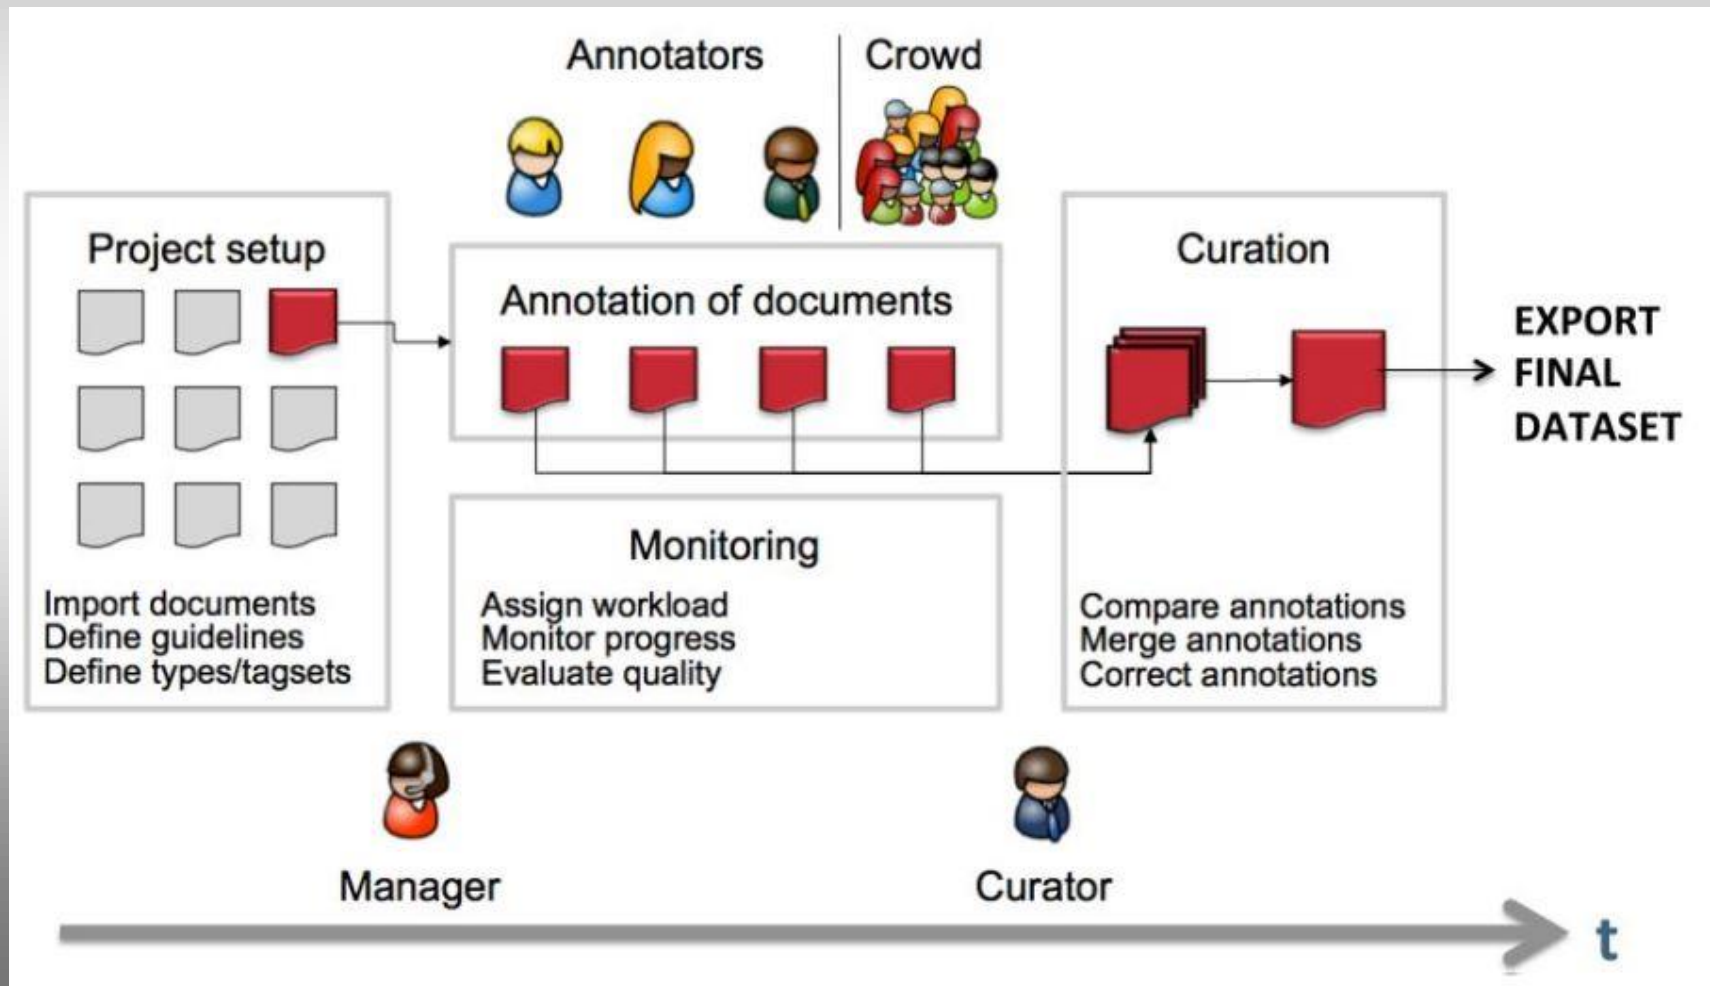 Annotators
Crowd
Project setup
Import documents
Define guidelines
Define types/tagsets
Annotation of documents
Monitoring
Assign workload
Monitor progress
Evaluate quality
Curation
Compare annotations
Merge annotations
Correct annotations
EXPORT
FINAL
DATASET
Manager
Curator
t